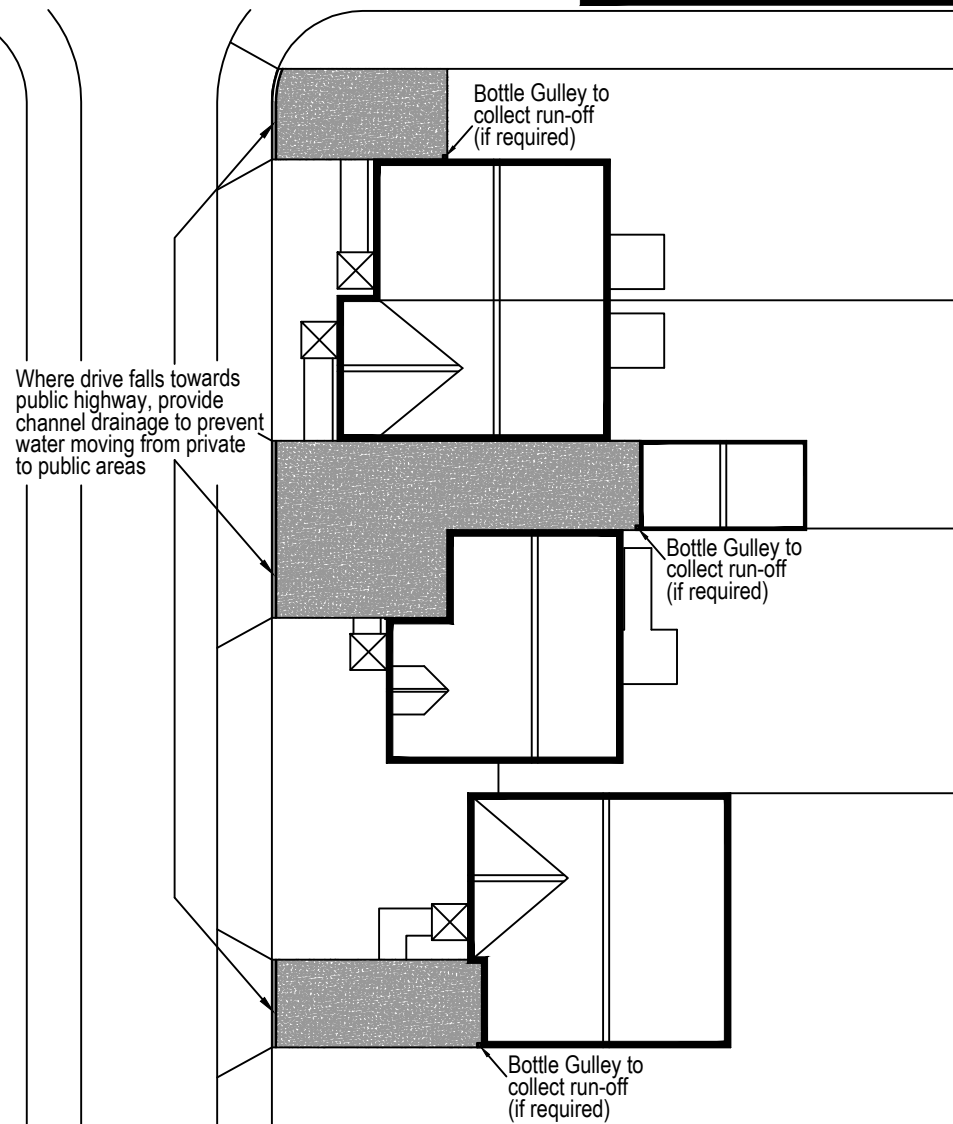 Bottle Gulley to
collect run-off
(if required)
Where drive falls towards
public highway, provide
channel drainage to prevent
water moving from private
to public areas
Bottle Gulley to
collect run-off
(if required)
Bottle Gulley to
collect run-off
(if required)